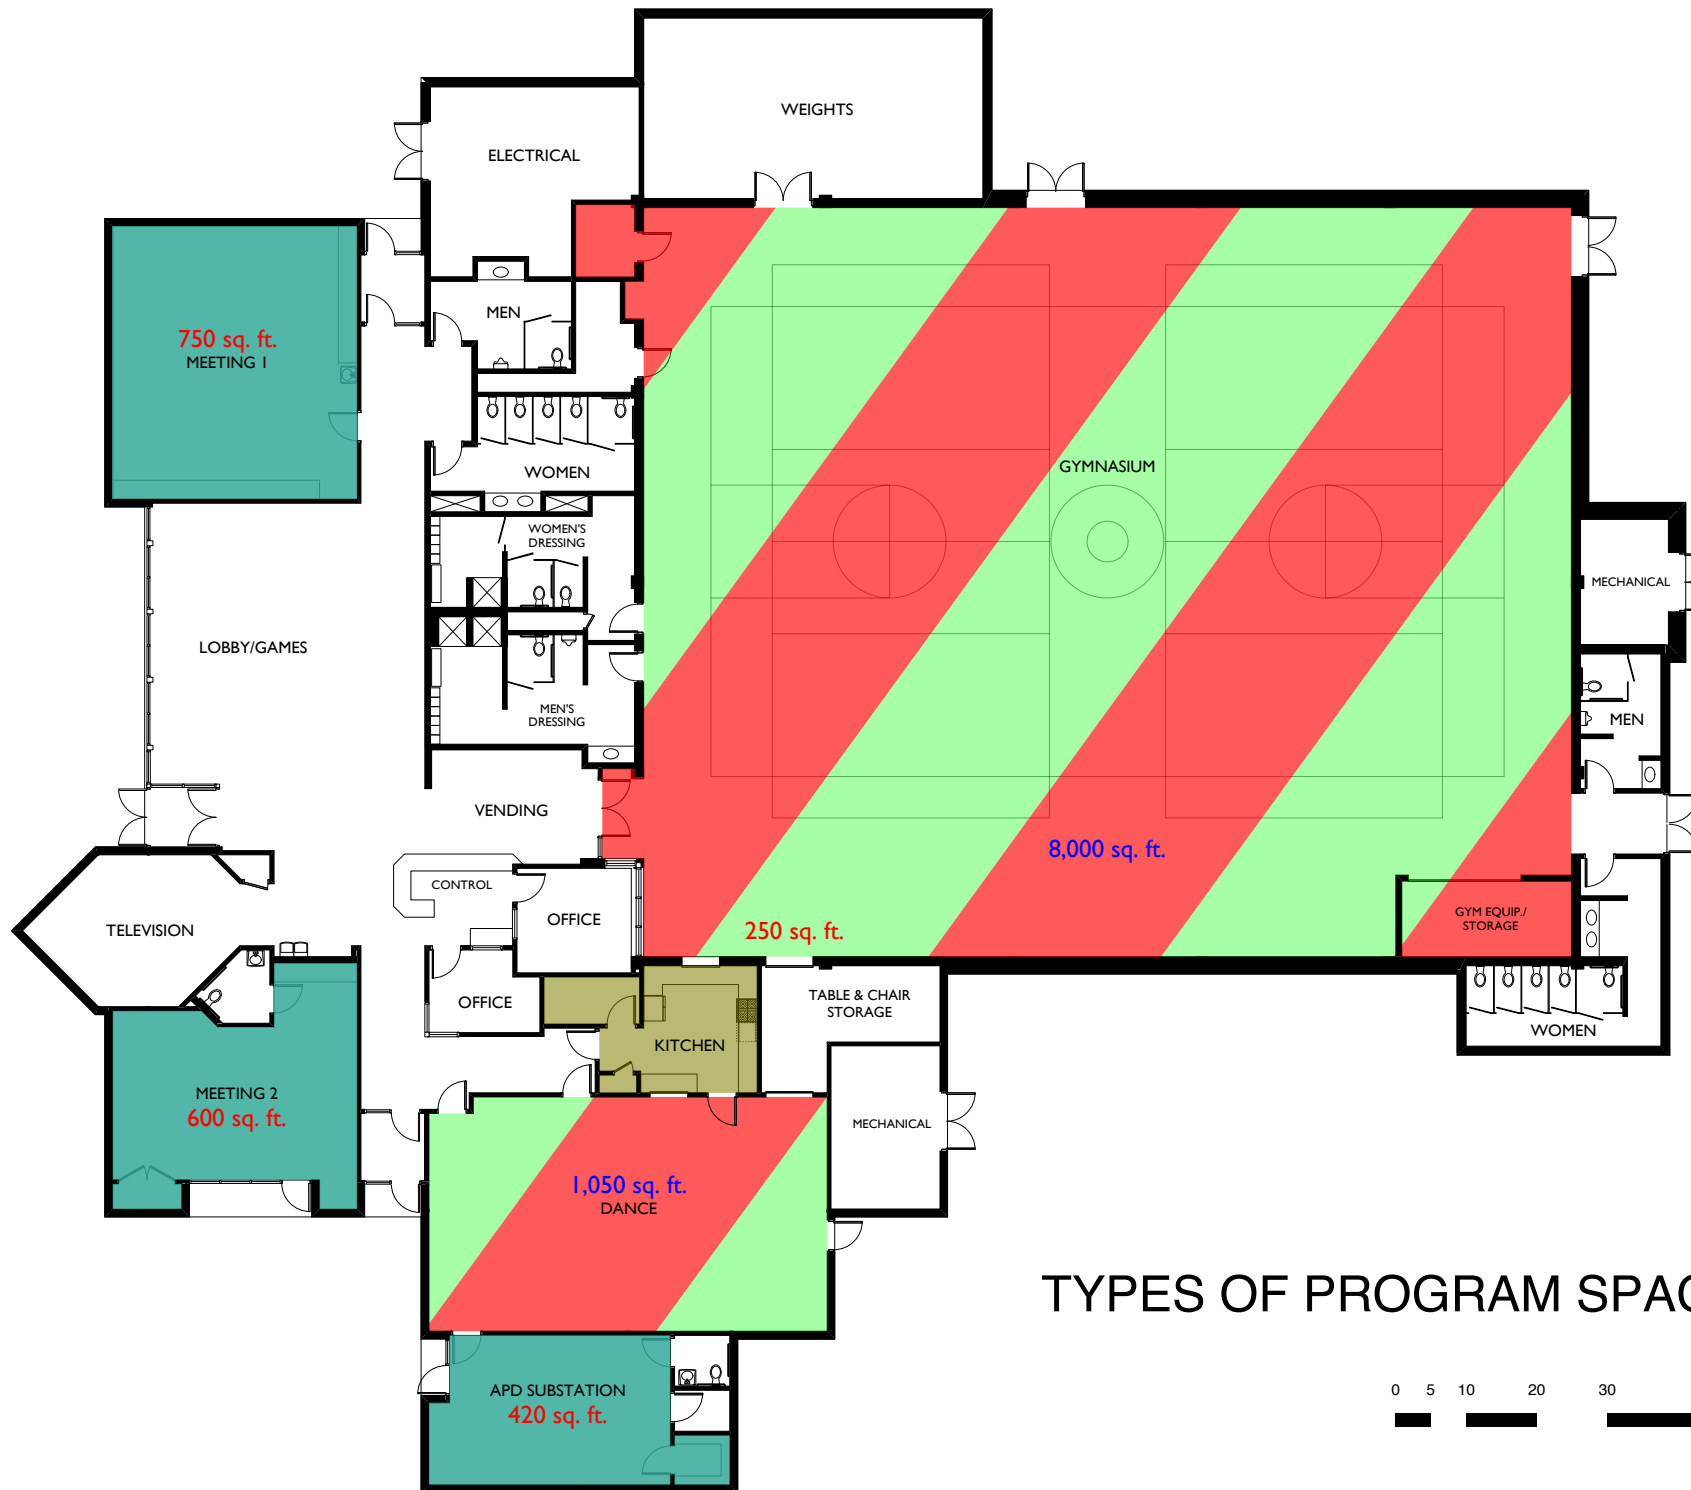 WEIGHTS
ELECTRICAL
MEN
750 sq. ft.
MEETING 1
WOMEN
GYMNASIUM
WOMEN'S
DRESSING
MECHANICAL
LOBBY/GAMES
MEN'S
DRESSING
MEN
VENDING
8,000 sq. ft.
CONTROL
OFFICE
TELEVISION
250 sq. ft.
GYM EQUIP./
STORAGE
OFFICE
TABLE & CHAIR
STORAGE
WOMEN
KITCHEN
MEETING 2
600 sq. ft.
MECHANICAL
1,050 sq. ft.
DANCE
TYPES OF PROGRAM SPAC
APD SUBSTATION
420 sq. ft.
0 5 10 20 30